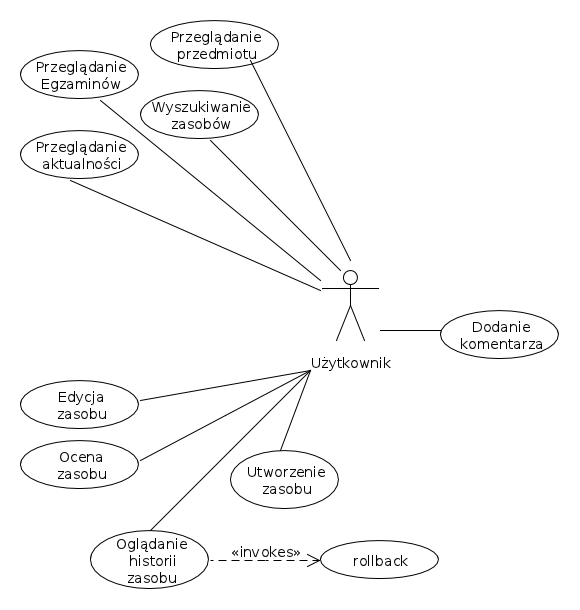 Przeglądanie
przedmiotu
Przeglądanie
Egzaminów
Wyszukiwanie
zasobów
Przeglądanie
aktualności
Dodanie
komentarza
Użytkownik
Edycja
zasobu
Ocena
zasobu
Utworzenie
zasobu
Oglądanie
historii
zasobu
«invokes»
rollback